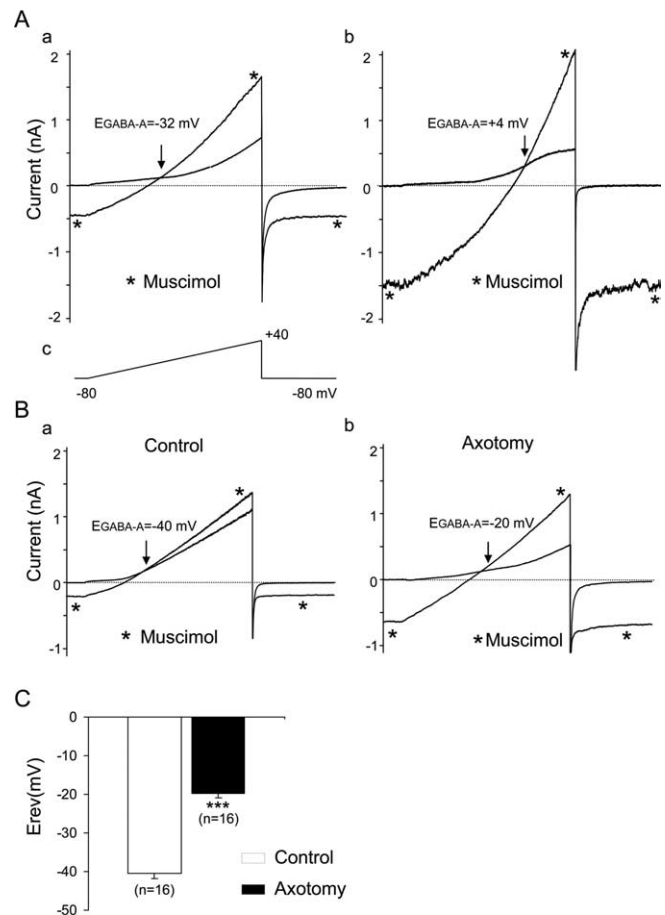 A
a
b
2
1
0
-1
-2
Current (nA)
EGABA-A=-32 mV
*
*
*
* Muscimol
2
1
0
-1
-2
EGABA-A=+4 mV
*
*
*
* Muscimol
c
+40
-80
-80 mV
B
a
Control
b
Axotomy
2
1
0
-1
Current (nA)
EGABA-A=-40 mV
*
*
*
* Muscimol
2
1
0
-1
EGABA-A=-20 mV
*
*
*
* Muscimol
C
0
-10
-20
-30
-40
-50
Erev(mV)
***
(n=16)
(n=16)
Control
Axotomy